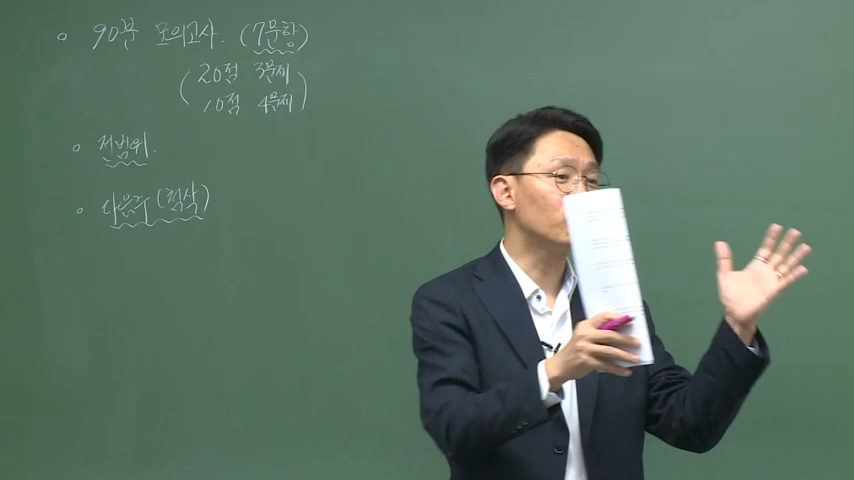 ○ 90분 모의고사. (7문항)
( 20점 3문제
10점 4문제 )
○ 전범위.
○ 다음주 (첨삭)